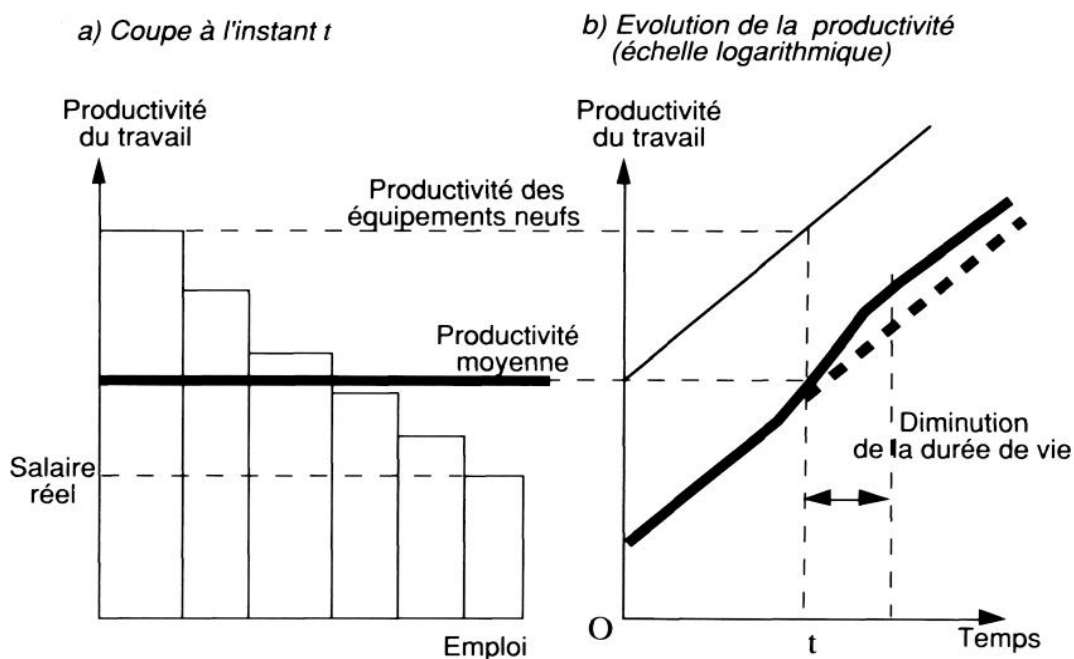 a) Coupe à l'instant t
b) Evolution de la productivité
(échelle logarithmique)
Productivité
du travail
Productivité des
équipements neufs
Productivité
moyenne
Salaire
réel
Emploi
Productivité
du travail
Diminution
de la durée de vie
O
t
Temps